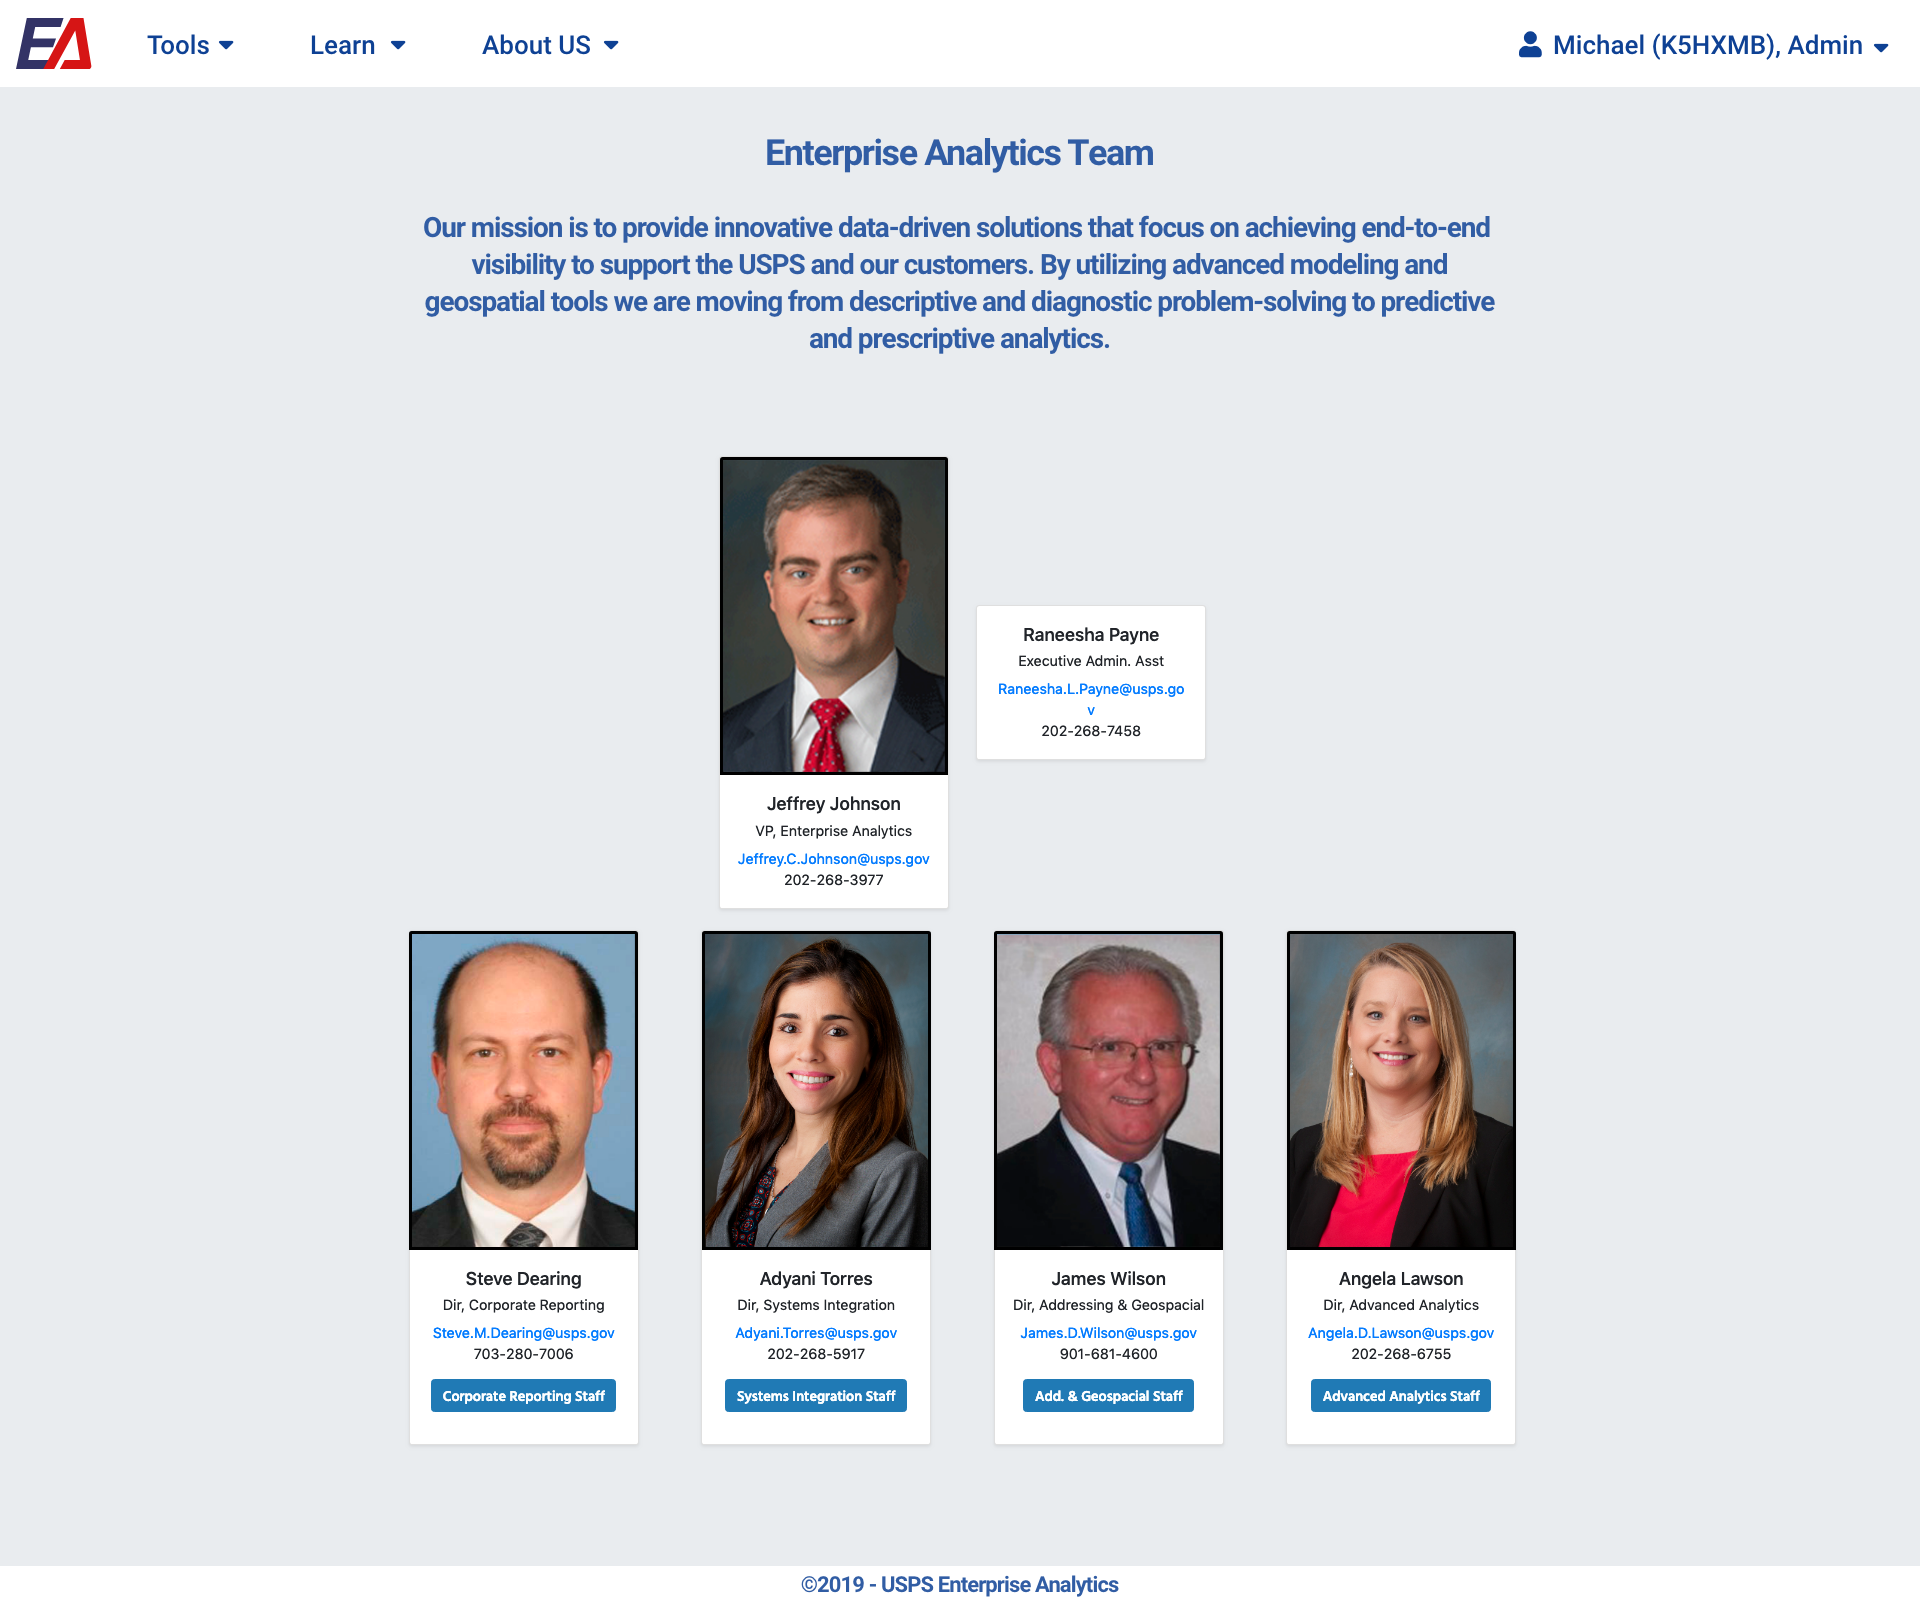 EA
Tools
Learn
About US
Michael (K5HXMB), Admin
Enterprise Analytics Team
Our mission is to provide innovative data-driven solutions that focus on achieving end-to-end
visibility to support the USPS and our customers. By utilizing advanced modeling and
geospatial tools we are moving from descriptive and diagnostic problem-solving to predictive
and prescriptive analytics.
Raneesha Payne
Executive Admin. Asst
Raneesha.L.Payne@usps.go
v
202-268-7458
Jeffrey Johnson
VP, Enterprise Analytics
Jeffrey.C.Johnson@usps.gov
202-268-3977
Steve Dearing
Dir, Corporate Reporting
Steve.M.Dearing@usps.gov
703-280-7006
Corporate Reporting Staff
Adyani Torres
Dir, Systems Integration
Adyani.Torres@usps.gov
202-268-5917
Systems Integration Staff
James Wilson
Dir, Addressing & Geospacial
James.D.Wilson@usps.gov
901-681-4600
Add. & Geospacial Staff
Angela Lawson
Dir, Advanced Analytics
Angela.D.Lawson@usps.gov
202-268-6755
Advanced Analytics Staff
©2019 - USPS Enterprise Analytics